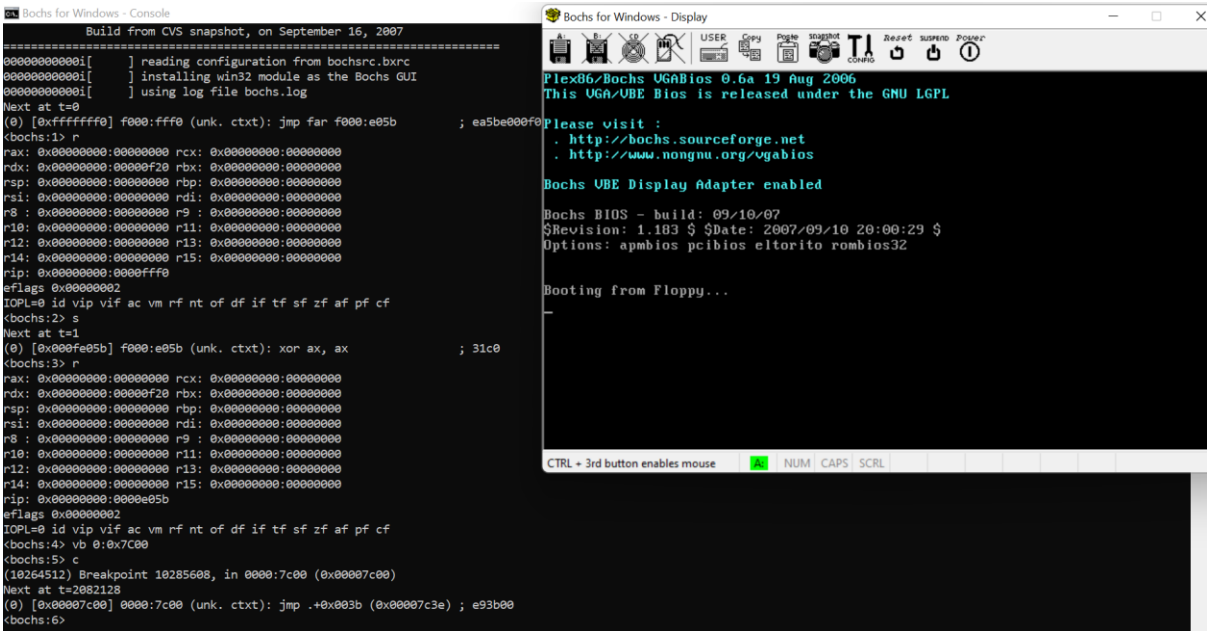 Bochs for Windows - Console
Build from CVS snapshot, on September 16, 2007
========================================================================
00000000000i[     ] reading configuration from bochsrc.bxrc
00000000000i[     ] installing win32 module as the Bochs GUI
00000000000i[     ] using log file bochs.log
Next at t=0
(0) [0xfffffff0] f000:fff0 (unk. ctxt): jmp far f000:e05b         ; ea5be000f0
<bochs:1> r
rax: 0x00000000:00000000 rcx: 0x00000000:00000000
rdx: 0x00000000:00000f20 rbx: 0x00000000:00000000
rsp: 0x00000000:00000000 rbp: 0x00000000:00000000
rsi: 0x00000000:00000000 rdi: 0x00000000:00000000
r8 : 0x00000000:00000000 r9 : 0x00000000:00000000
r10: 0x00000000:00000000 r11: 0x00000000:00000000
r12: 0x00000000:00000000 r13: 0x00000000:00000000
r14: 0x00000000:00000000 r15: 0x00000000:00000000
rip: 0x00000000:0000fff0
eflags 0x00000002
IOPL=0 id vip vif ac vm rf nt of df if tf sf zf af pf cf
<bochs:2> s
Next at t=1
(0) [0x000fe05b] f000:e05b (unk. ctxt): xor ax, ax                ; 31c0
<bochs:3> r
rax: 0x00000000:00000000 rcx: 0x00000000:00000000
rdx: 0x00000000:00000f20 rbx: 0x00000000:00000000
rsp: 0x00000000:00000000 rbp: 0x00000000:00000000
rsi: 0x00000000:00000000 rdi: 0x00000000:00000000
r8 : 0x00000000:00000000 r9 : 0x00000000:00000000
r10: 0x00000000:00000000 r11: 0x00000000:00000000
r12: 0x00000000:00000000 r13: 0x00000000:00000000
r14: 0x00000000:00000000 r15: 0x00000000:00000000
rip: 0x00000000:0000e05b
eflags 0x00000002
IOPL=0 id vip vif ac vm rf nt of df if tf sf zf af pf cf
<bochs:4> vb 0:0x7C00
<bochs:5> c
(10264512) Breakpoint 10285608, in 0000:7c00 (0x00007c00)
Next at t=2082128
(0) [0x00007c00] 0000:7c00 (unk. ctxt): jmp .+0x003b (0x00007c3e) ; e93b00
<bochs:6>
Bochs for Windows - Display
A: B: CD USER Copy Paste snapshot CONFIG Reset SUSPEND Power
Plex86/Bochs VGABios 0.6a 19 Aug 2006
This VGA/VBE Bios is released under the GNU LGPL
Please visit :
. http://bochs.sourceforge.net
. http://www.nongnu.org/vgabios
Bochs VBE Display Adapter enabled
Bochs BIOS - build: 09/10/07
$Revision: 1.183 $ $Date: 2007/09/10 20:00:29 $
Options: apmbios pcibios eltorito rombios32
Booting from Floppy...
CTRL + 3rd button enables mouse A: NUM CAPS SCRL